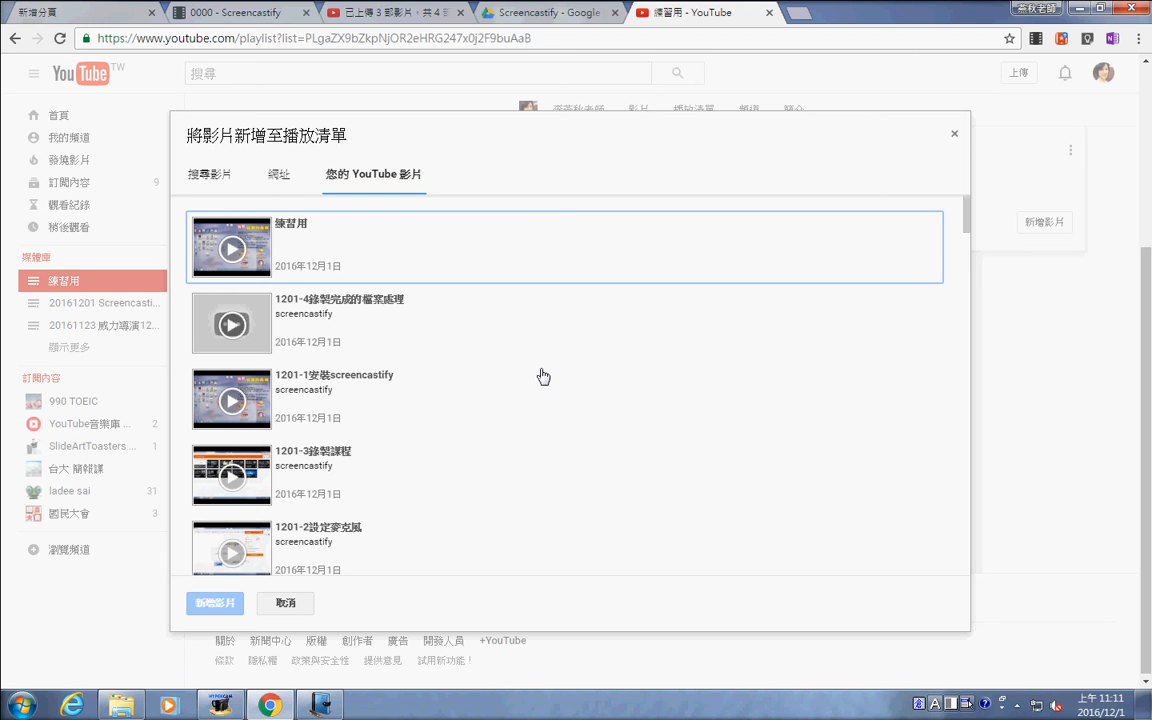 新增分頁
0000 - Screencastify
已上傳 3 部影片，共 4 部
Screencastify - Google
練習用 - YouTube
https://www.youtube.com/playlist?list=PLgaZX9bZkpNjOR2eHRG247x0j2F9buAaB
YouTube TW
搜尋
上傳
首頁
我的頻道
發燒影片
訂閱內容 9
觀看紀錄
稍後觀看
媒體庫
練習用
20161201 Screencasti...
20161123 威力導演12...
顯示更多
訂閱內容
990 TOEIC
YouTube音樂庫 ... 2
SlideArtToasters ... 1
台大 簡報課
ladee sai 31
國民大會 3
瀏覽頻道
將影片新增至播放清單
搜尋影片
網址
您的 YouTube 影片
練習用
2016年12月1日
1201-4錄製完成的檔案處理
screencastify
2016年12月1日
1201-1安裝screencastify
screencastify
2016年12月1日
1201-3錄製課程
screencastify
2016年12月1日
1201-2設定麥克風
screencastify
2016年12月1日
新增影片
取消
新增影片
關於 新聞中心 版權 創作者 廣告 開發人員 +YouTube
條款 隱私權 政策與安全性 提供意見 試用新功能！
HYPERCAM
上午 11:11
2016/12/1